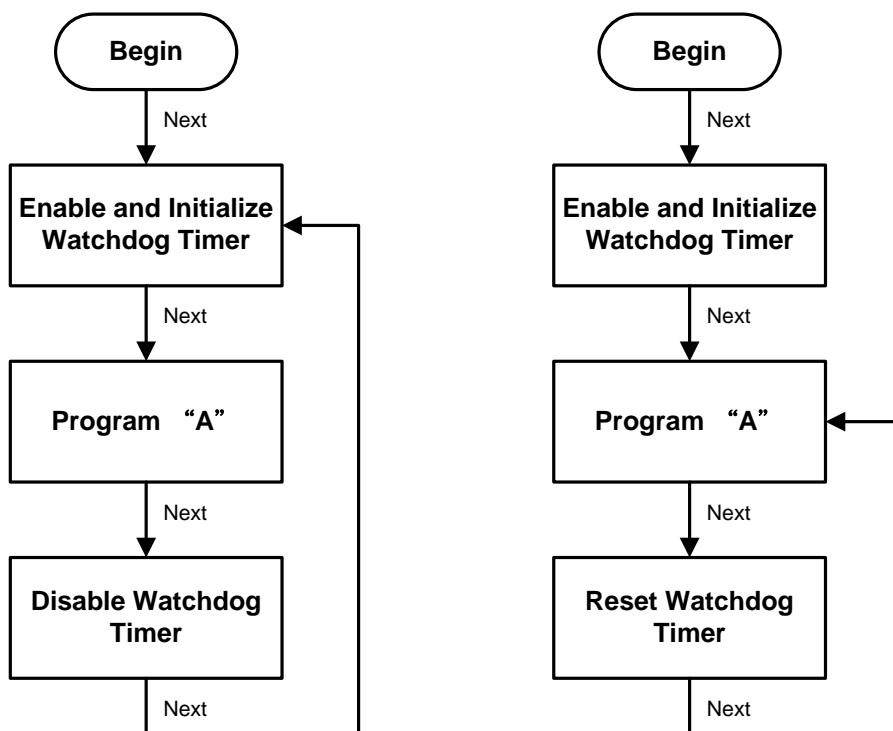 Begin
Next
Enable and Initialize
Watchdog Timer
Next
Program “A”
Next
Disable Watchdog
Timer
Next
Begin
Next
Enable and Initialize
Watchdog Timer
Next
Program “A”
Next
Reset Watchdog
Timer
Next